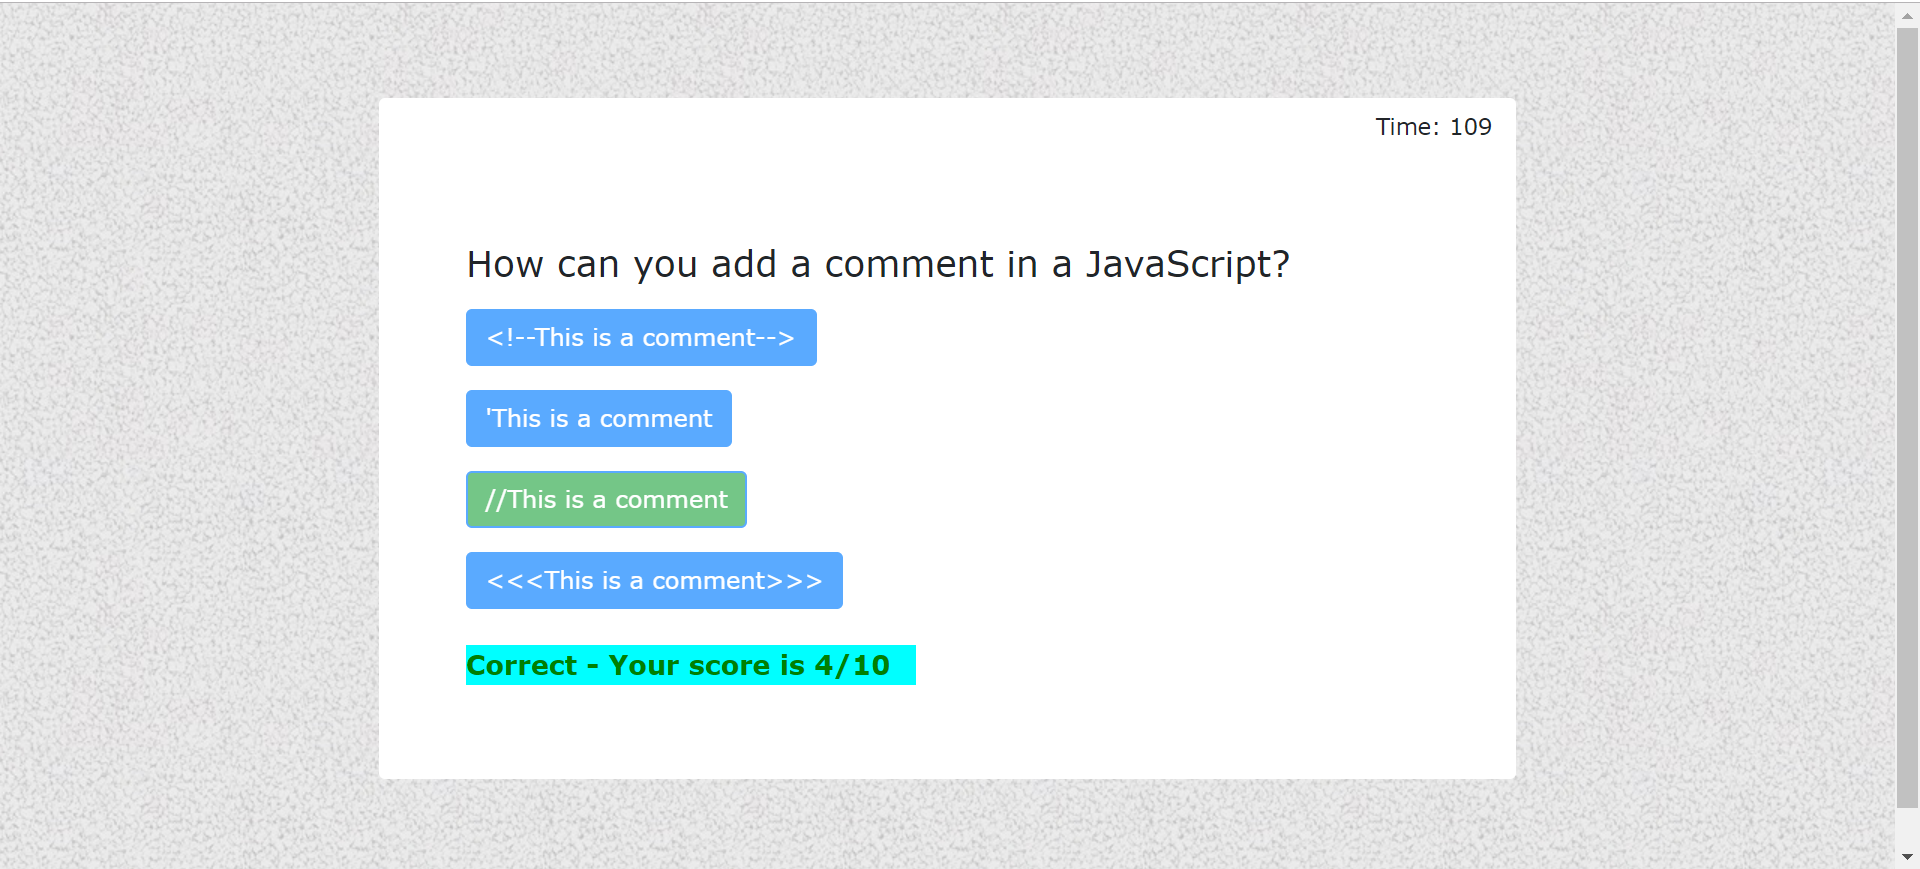 Time: 109
How can you add a comment in a JavaScript?
<!--This is a comment-->
'This is a comment
//This is a comment
<<<This is a comment>>>
Correct - Your score is 4/10